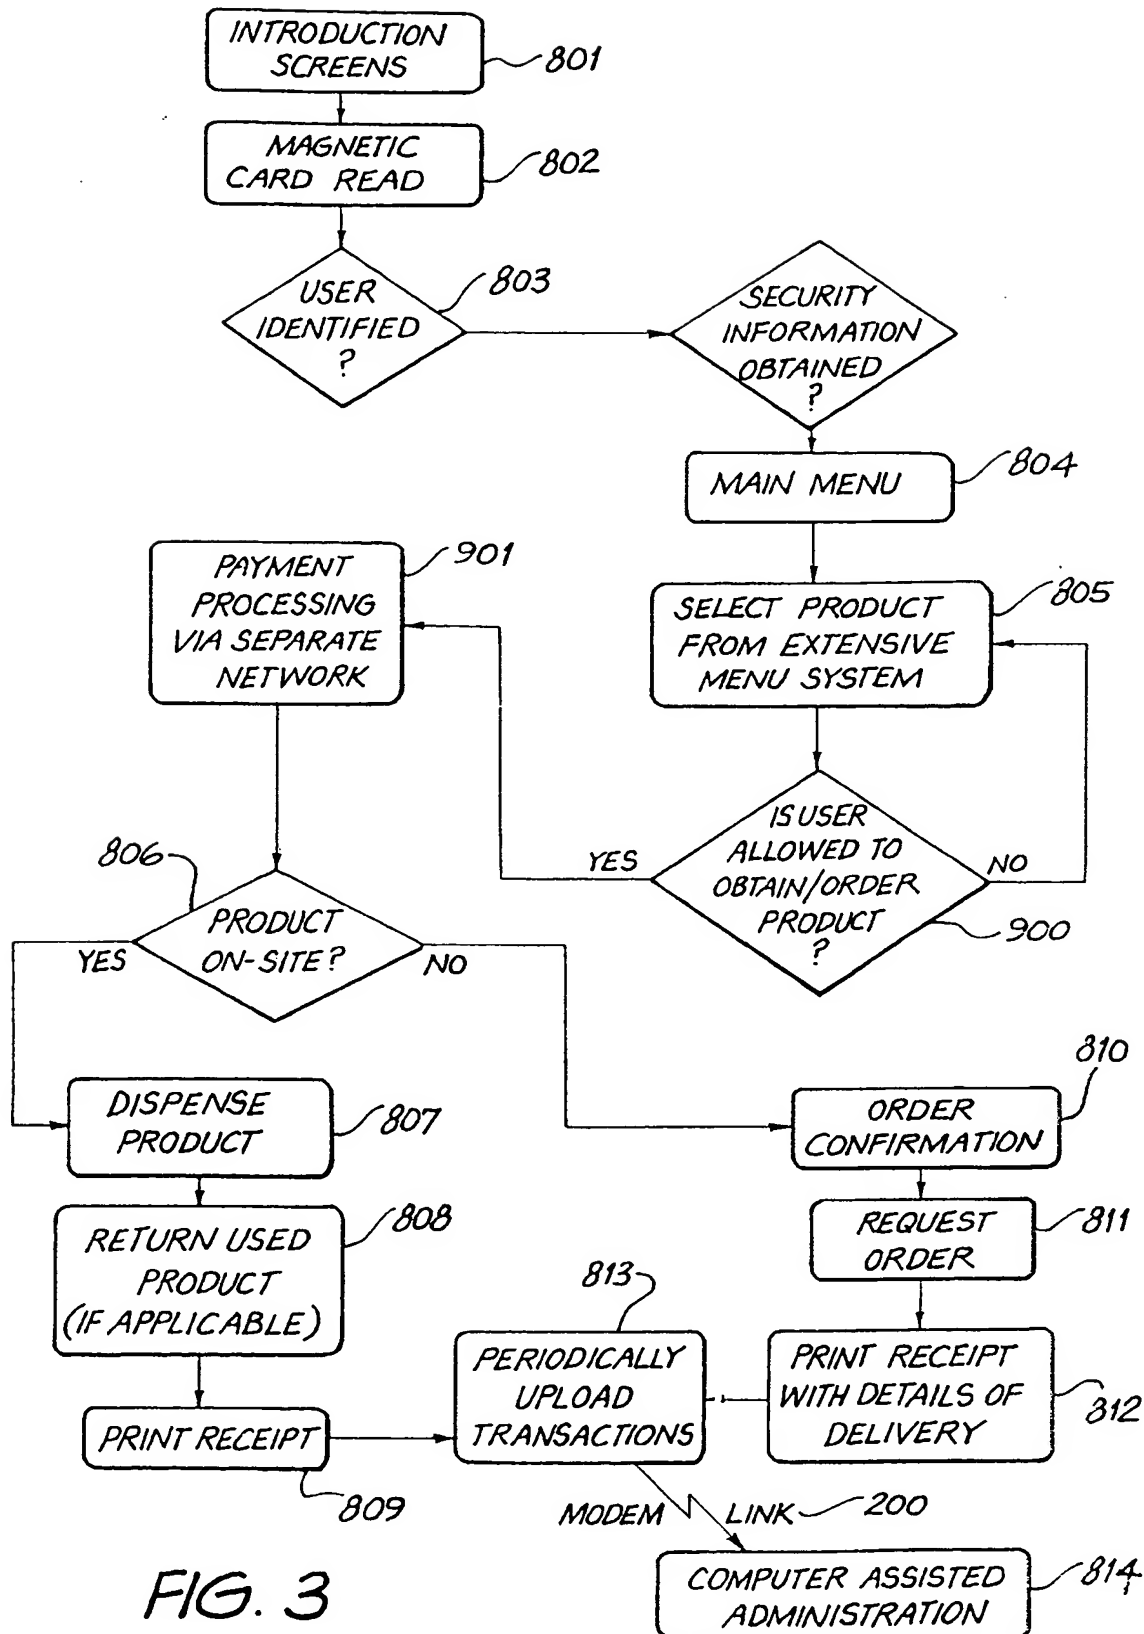 INTRODUCTION
SCREENS
801
MAGNETIC
CARD READ
802
USER
IDENTIFIED
?
803
SECURITY
INFORMATION
OBTAINED
?
MAIN MENU
804
SELECT PRODUCT
FROM EXTENSIVE
MENU SYSTEM
805
IS USER
ALLOWED TO
OBTAIN/ORDER
PRODUCT
?
900
YES
NO
PAYMENT
PROCESSING
VIA SEPARATE
NETWORK
901
806
PRODUCT
ON-SITE?
YES
NO
DISPENSE
PRODUCT
807
RETURN USED
PRODUCT
(IF APPLICABLE)
808
PRINT RECEIPT
809
810
ORDER
CONFIRMATION
REQUEST
ORDER
811
PRINT RECEIPT
WITH DETAILS OF
DELIVERY
812
813
PERIODICALLY
UPLOAD
TRANSACTIONS
MODEM LINK 200
COMPUTER ASSISTED
ADMINISTRATION
814
FIG. 3